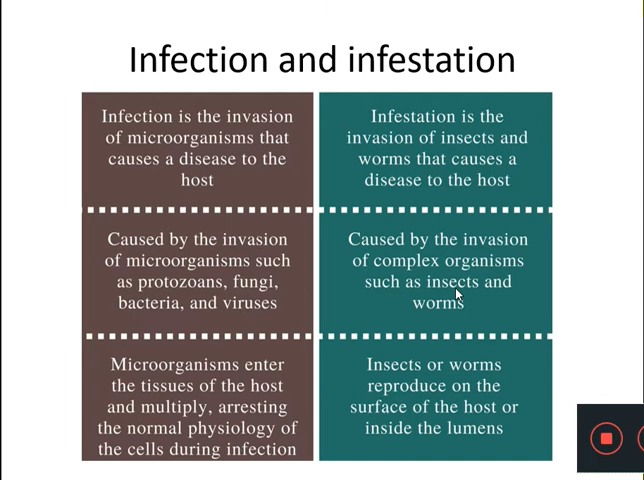 Infection and infestation
Infection is the invasion
of microorganisms that
causes a disease to the
host
Infestation is the
invasion of insects and
worms that causes a
disease to the host
Caused by the invasion
of microorganisms such
as protozoans, fungi,
bacteria, and viruses
Caused by the invasion
of complex organisms
such as insects and
worms
Microorganisms enter
the tissues of the host
and multiply, arresting
the normal physiology of
the cells during infection
Insects or worms
reproduce on the
surface of the host or
inside the lumens